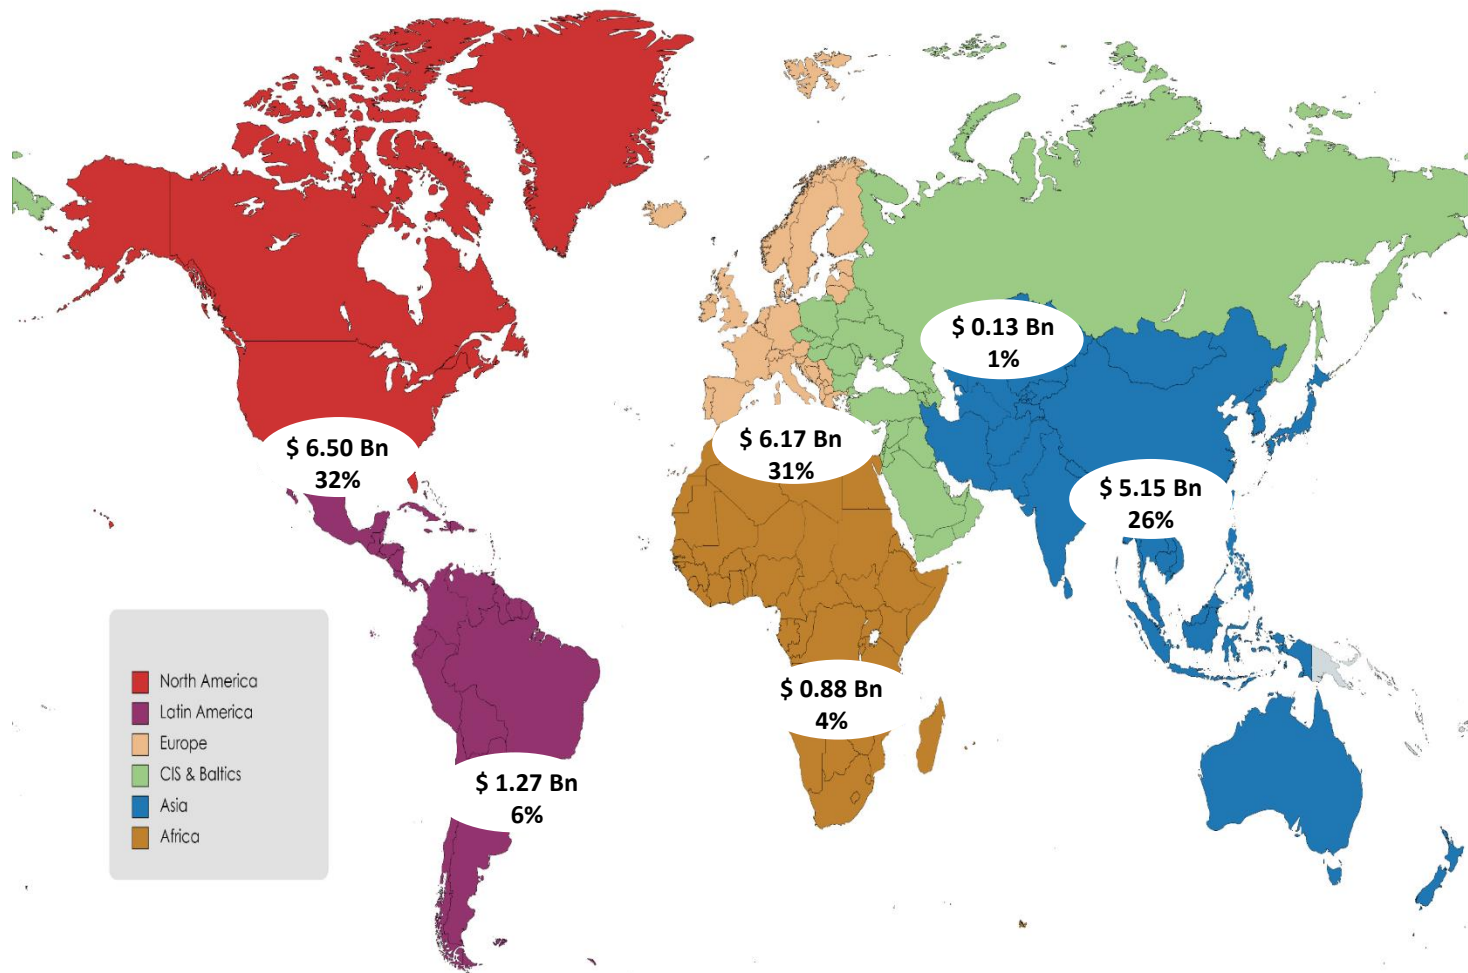 $ 0.13 Bn
1%
$ 6.50 Bn
32%
$ 6.17 Bn
31%
$ 5.15 Bn
26%
$ 0.88 Bn
4%
$ 1.27 Bn
6%
North America
Latin America
Europe
CIS & Baltics
Asia
Africa